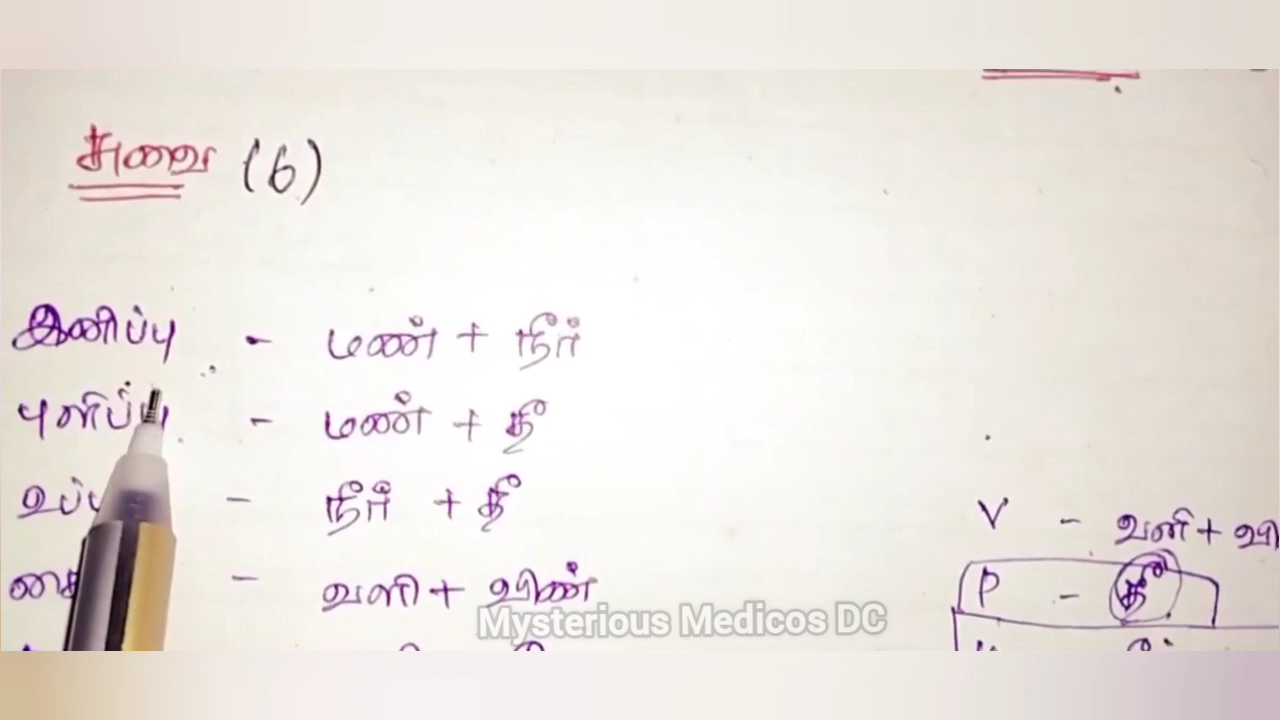 சுவை (6)
இனிப்பு - மண் + நீர்
புளிப்பு - மண் + தீ
உப்பு - நீர் + தீ
- வளி + விண்
V - வளி + வி
P - தீ
Mysterious Medicos DC